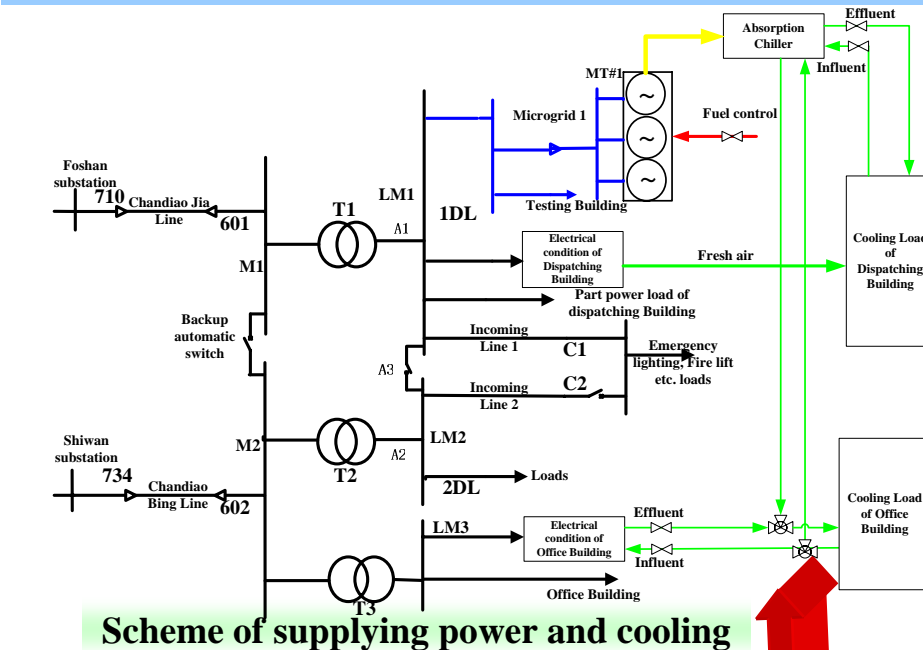 Effluent
Absorption
Chiller
Influent
MT#1
~
~
~
Fuel control
Microgrid 1
Testing Building
Foshan
substation
710
Chandiao Jia
Line
601
T1
LM1
A1
1DL
M1
Electrical
condition of
Dispatching
Building
Fresh air
Cooling Load
of
Dispatching
Building
Part power load of
dispatching Building
Backup
automatic
switch
Incoming
Line 1
C1
Emergency
lighting, Fire lift
etc. loads
A3
Incoming
Line 2
C2
M2
T2
A2
LM2
2DL
Loads
Shiwan
substation
734
Chandiao
Bing Line
602
LM3
Electrical
condition of
Office Building
Effluent
Influent
Cooling Load
of Office
Building
Office Building
T3
Scheme of supplying power and cooling